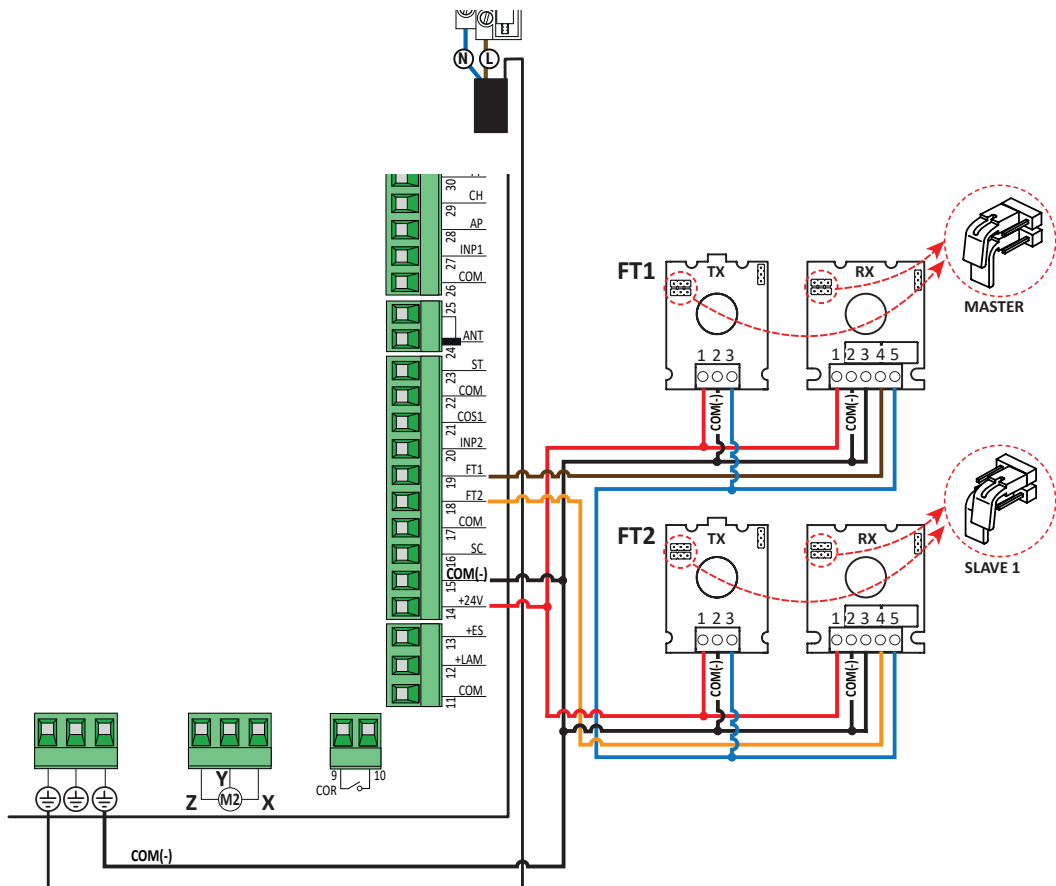 N L
30
CH
29
AP
28
INP1
27
COM
26
25
ANT
24
ST
23
COM
22
COS1
21
INP2
20
FT1
19
FT2
18
COM
17
SC
16
COM(-)
15
+24V
14
+ES
13
+LAM
12
COM
11
FT1
TX
1 2 3
COM(-)
RX
1 2 3 4 5
COM(-)
MASTER
FT2
TX
1 2 3
COM(-)
RX
1 2 3 4 5
COM(-)
SLAVE 1
Y
Z M2 X
9 10
COR
COM(-)